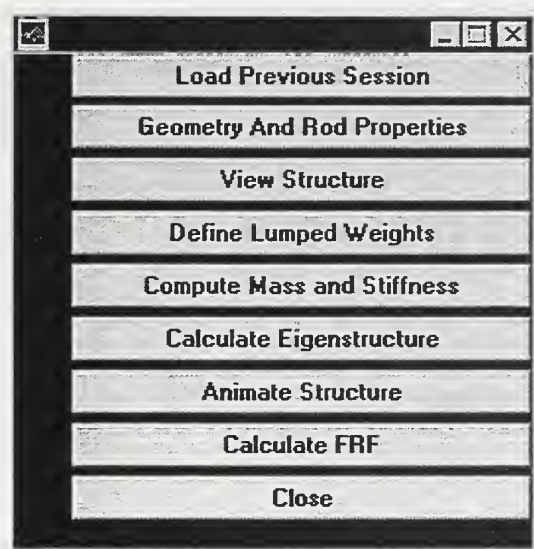 Load Previous Session
Geometry And Rod Properties
View Structure
Define Lumped Weights
Compute Mass and Stiffness
Calculate Eigenstructure
Animate Structure
Calculate FRF
Close